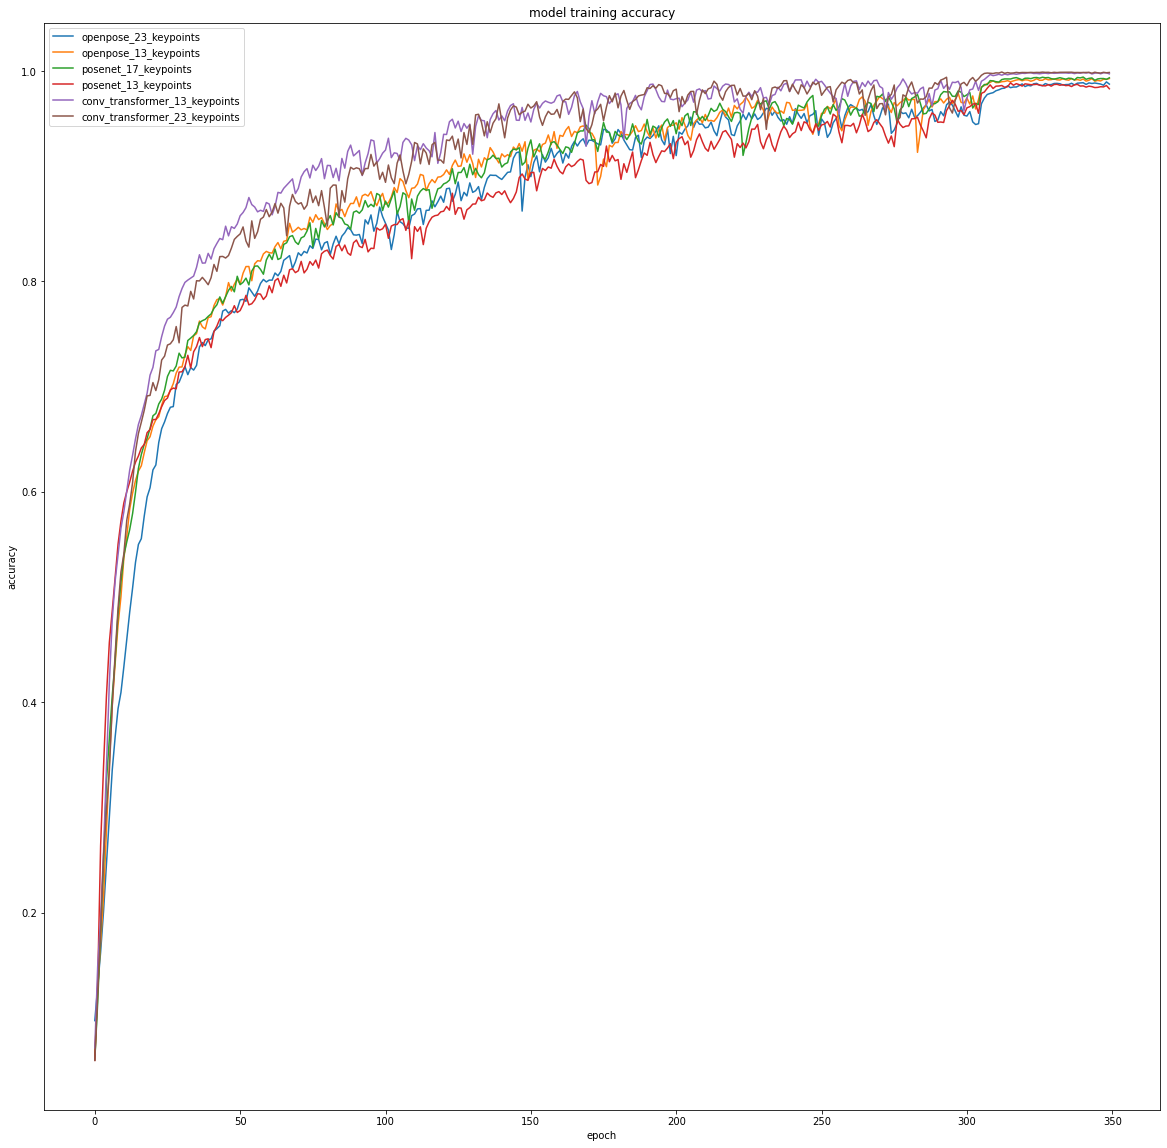 model training accuracy
openpose_23_keypoints
openpose_13_keypoints
posenet_17_keypoints
posenet_13_keypoints
conv_transformer_13_keypoints
conv_transformer_23_keypoints
1.0
0.8
0.6
0.4
0.2
accuracy
0 50 100 150 200 250 300 350
epoch